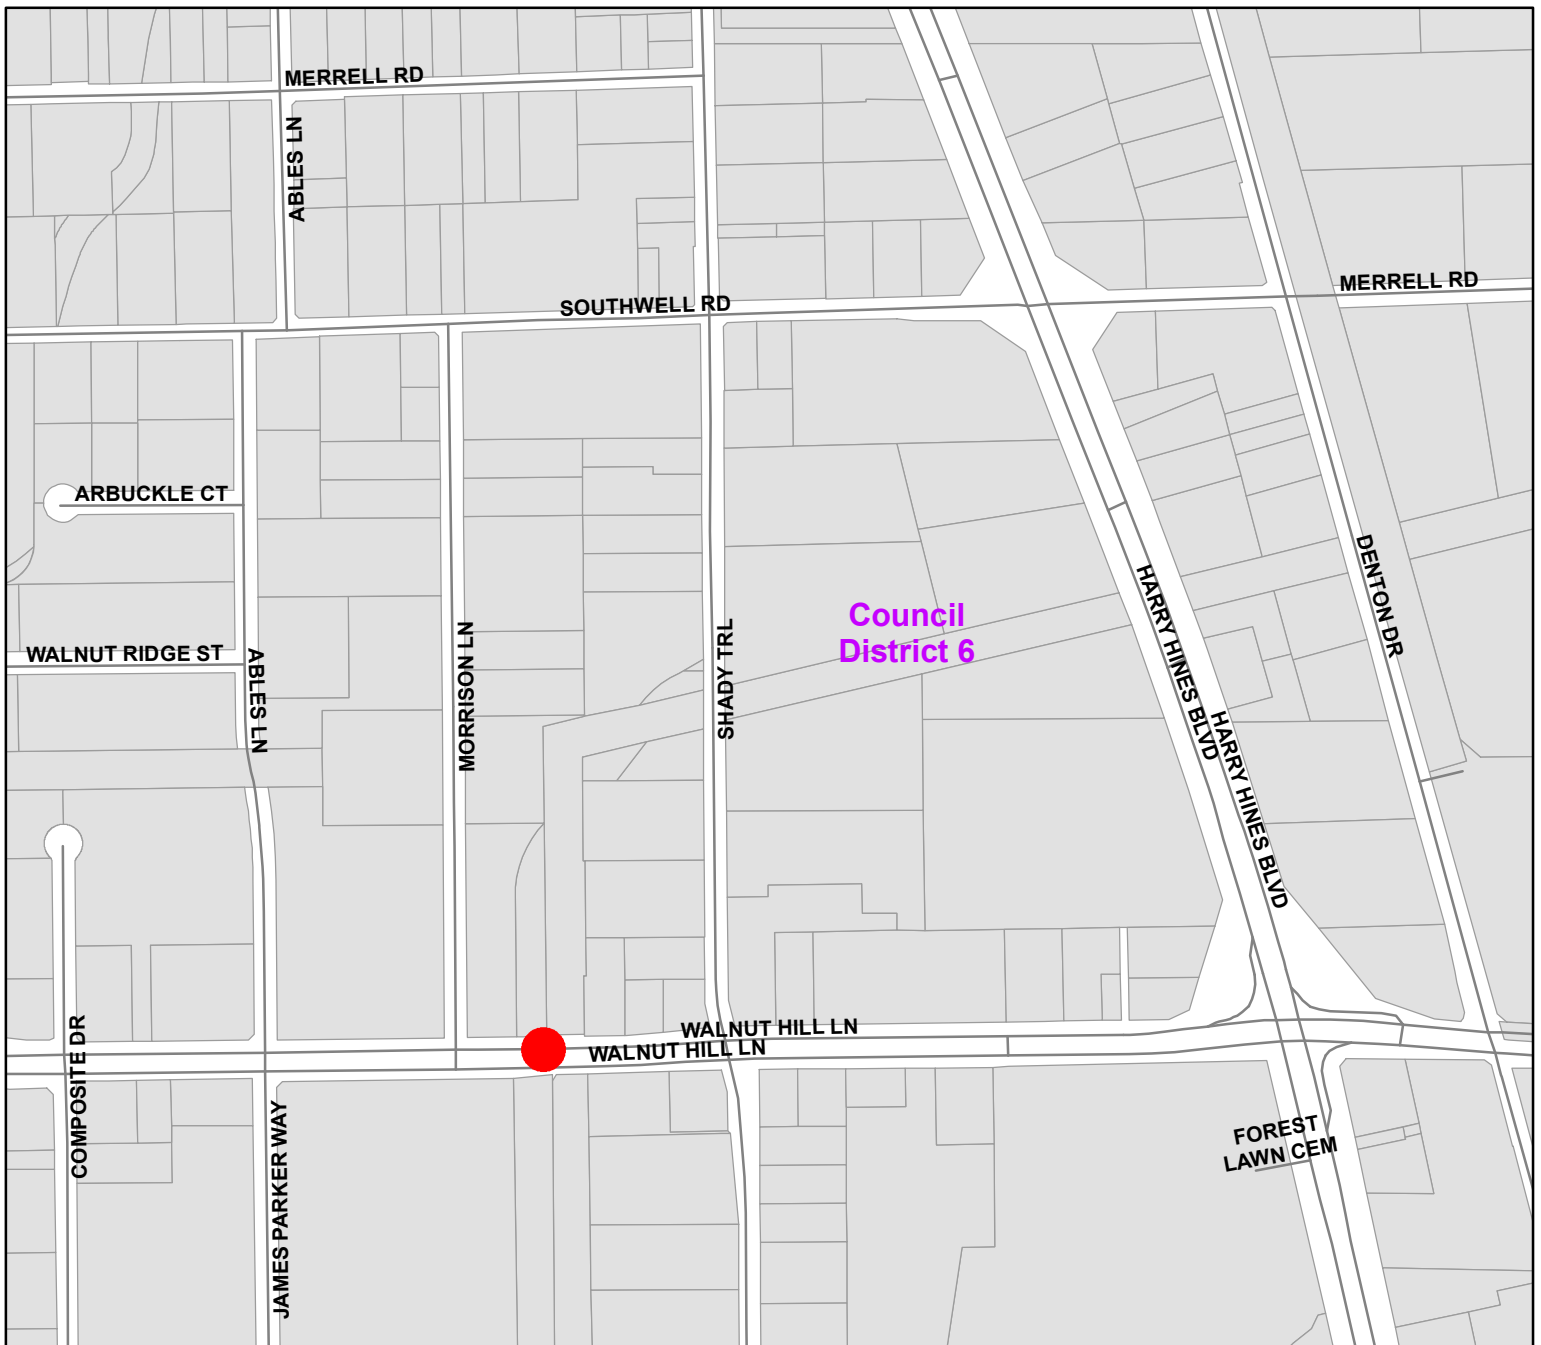 MERRELL RD
ABLES LN
MERRELL RD
SOUTHWELL RD
ARBUCKLE CT
DENTON DR
HARRY HINES BLVD
Council
District 6
SHADY TRL
MORRISON LN
WALNUT RIDGE ST
ABLES LN
HARRY HINES BLVD
WALNUT HILL LN
WALNUT HILL LN
COMPOSITE DR
JAMES PARKER WAY
FOREST
LAWN CEM